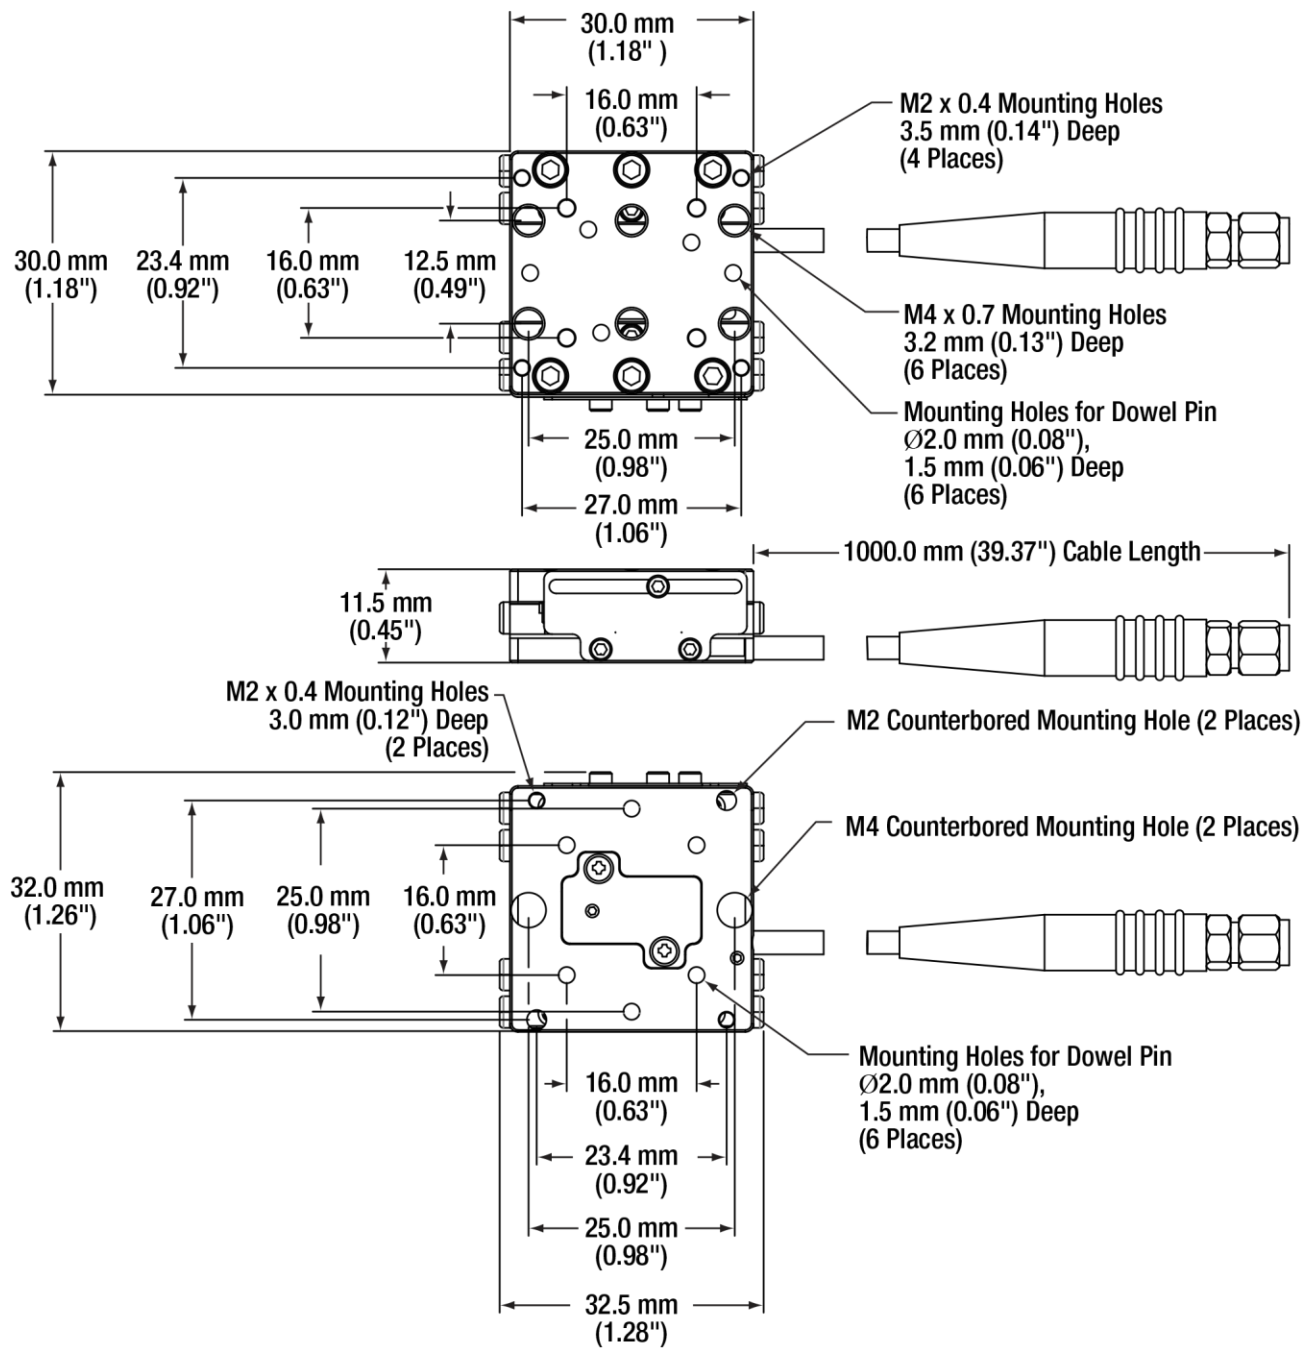 30.0 mm
(1.18" )
16.0 mm
(0.63")
M2 x 0.4 Mounting Holes
3.5 mm (0.14") Deep
(4 Places)
30.0 mm
(1.18")
23.4 mm
(0.92")
16.0 mm
(0.63")
12.5 mm
(0.49")
M4 x 0.7 Mounting Holes
3.2 mm (0.13") Deep
(6 Places)
Mounting Holes for Dowel Pin
Ø2.0 mm (0.08"),
1.5 mm (0.06") Deep
(6 Places)
25.0 mm
(0.98")
27.0 mm
(1.06")
1000.0 mm (39.37") Cable Length
11.5 mm
(0.45")
M2 x 0.4 Mounting Holes
3.0 mm (0.12") Deep
(2 Places)
M2 Counterbored Mounting Hole (2 Places)
M4 Counterbored Mounting Hole (2 Places)
32.0 mm
(1.26")
27.0 mm
(1.06")
25.0 mm
(0.98")
16.0 mm
(0.63")
Mounting Holes for Dowel Pin
Ø2.0 mm (0.08"),
1.5 mm (0.06") Deep
(6 Places)
16.0 mm
(0.63")
23.4 mm
(0.92")
25.0 mm
(0.98")
32.5 mm
(1.28")